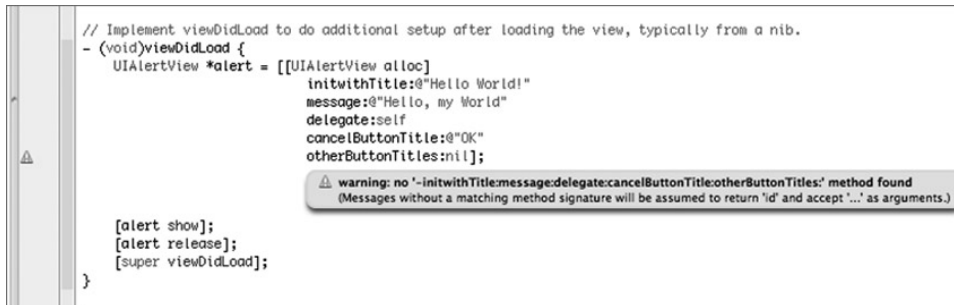 // Implement viewDidLoad to do additional setup after loading the view, typically from a nib.
- (void)viewDidLoad {
UIAlertView *alert = [[UIAlertView alloc]
initwithTitle:@"Hello World!"
message:@"Hello, my World"
delegate:self
cancelButtonTitle:@"OK"
otherButtonTitles:nil];
warning: no '-initwithTitle:message:delegate:cancelButtonTitle:otherButtonTitles:' method found
(Messages without a matching method signature will be assumed to return 'id' and accept '...' as arguments.)
[alert show];
[alert release];
[super viewDidLoad];
}